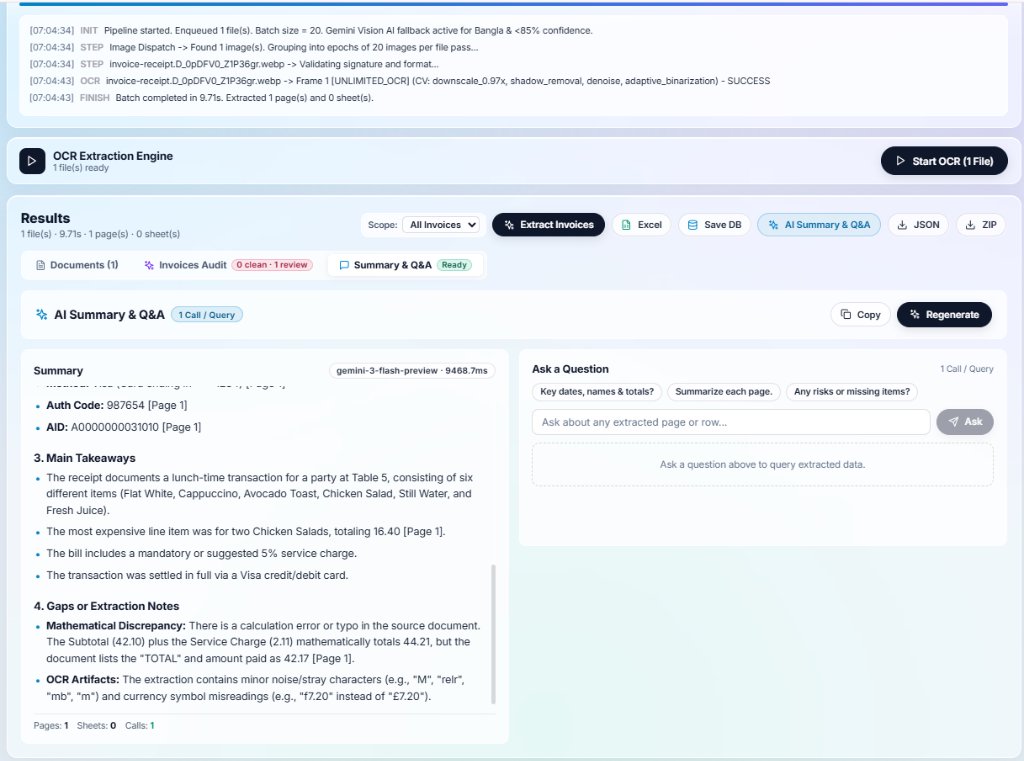 [07:04:34] INIT Pipeline started. Enqueued 1 file(s). Batch size = 20. Gemini Vision AI fallback active for Bangla & <85% confidence.
[07:04:34] STEP Image Dispatch -> Found 1 image(s). Grouping into epochs of 20 images per file pass...
[07:04:34] STEP invoice-receipt.D_0pDFV0_Z1P36gr.webp -> Validating signature and format...
[07:04:43] OCR invoice-receipt.D_0pDFV0_Z1P36gr.webp -> Frame 1 [UNLIMITED_OCR] (CV: downscale_0.97x, shadow_removal, denoise, adaptive_binarization) - SUCCESS
[07:04:43] FINISH Batch completed in 9.71s. Extracted 1 page(s) and 0 sheet(s).
OCR Extraction Engine
1 file(s) ready
Start OCR (1 File)
Results
1 file(s) · 9.71s · 1 page(s) · 0 sheet(s)
Scope: All Invoices
Extract Invoices
Excel
Save DB
AI Summary & Q&A
JSON
ZIP
Documents (1)
Invoices Audit 0 clean · 1 review
Summary & Q&A Ready
AI Summary & Q&A 1 Call / Query
Copy
Regenerate
Summary
gemini-3-flash-preview · 9468.7ms
• Auth Code: 987654 [Page 1]
• AID: A0000000031010 [Page 1]
3. Main Takeaways
• The receipt documents a lunch-time transaction for a party at Table 5, consisting of six
different items (Flat White, Cappuccino, Avocado Toast, Chicken Salad, Still Water, and
Fresh Juice).
• The most expensive line item was for two Chicken Salads, totaling 16.40 [Page 1].
• The bill includes a mandatory or suggested 5% service charge.
• The transaction was settled in full via a Visa credit/debit card.
4. Gaps or Extraction Notes
• Mathematical Discrepancy: There is a calculation error or typo in the source document.
The Subtotal (42.10) plus the Service Charge (2.11) mathematically totals 44.21, but the
document lists the "TOTAL" and amount paid as 42.17 [Page 1].
• OCR Artifacts: The extraction contains minor noise/stray characters (e.g., "M", "relr",
"mb", "m") and currency symbol misreadings (e.g., "f7.20" instead of "£7.20").
Pages: 1 Sheets: 0 Calls: 1
Ask a Question
1 Call / Query
Key dates, names & totals?
Summarize each page.
Any risks or missing items?
Ask about any extracted page or row...
Ask
Ask a question above to query extracted data.